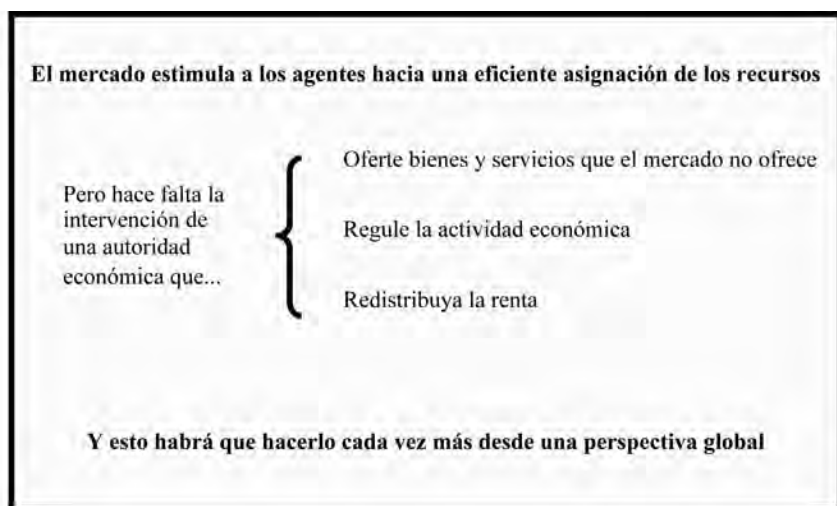 El mercado estimula a los agentes hacia una eficiente asignación de los recursos
Pero hace falta la
intervención de
una autoridad
económica que...
Oferte bienes y servicios que el mercado no ofrece
Regule la actividad económica
Redistribuya la renta
Y esto habrá que hacerlo cada vez más desde una perspectiva global